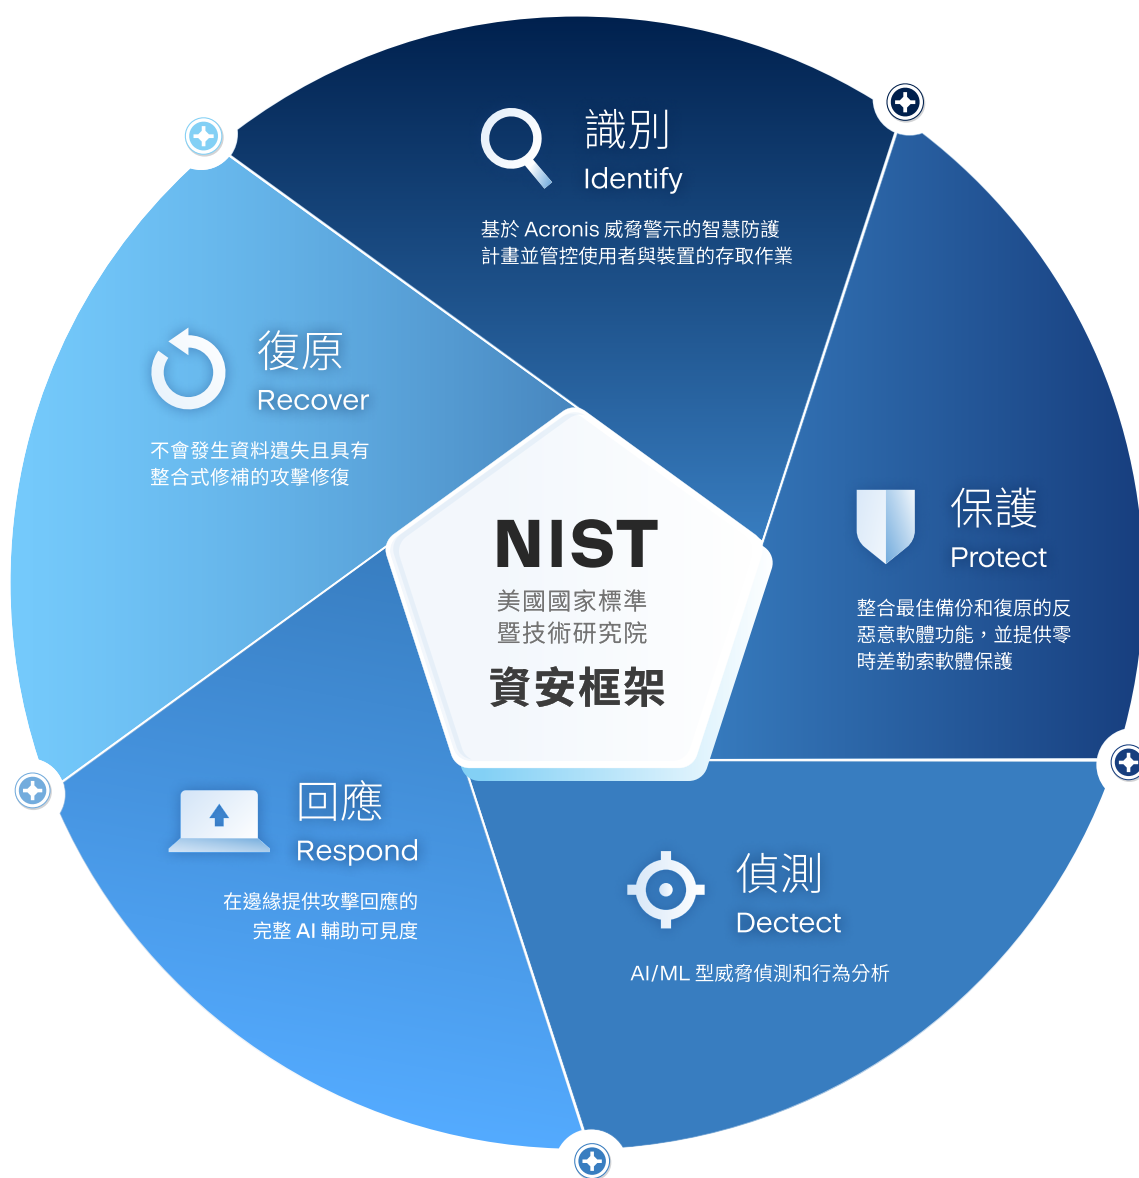 識別
Identify
基於 Acronis 威脅警示的智慧防護
計畫並管控使用者與裝置的存取作業
保護
Protect
整合最佳備份和復原的反
惡意軟體功能，並提供零
時差勒索軟體保護
偵測
Dectect
AI/ML 型威脅偵測和行為分析
回應
Respond
在邊緣提供攻擊回應的
完整 AI 輔助可見度
復原
Recover
不會發生資料遺失且具有
整合式修補的攻擊修復
NIST
美國國家標準
暨技術研究院
資安框架